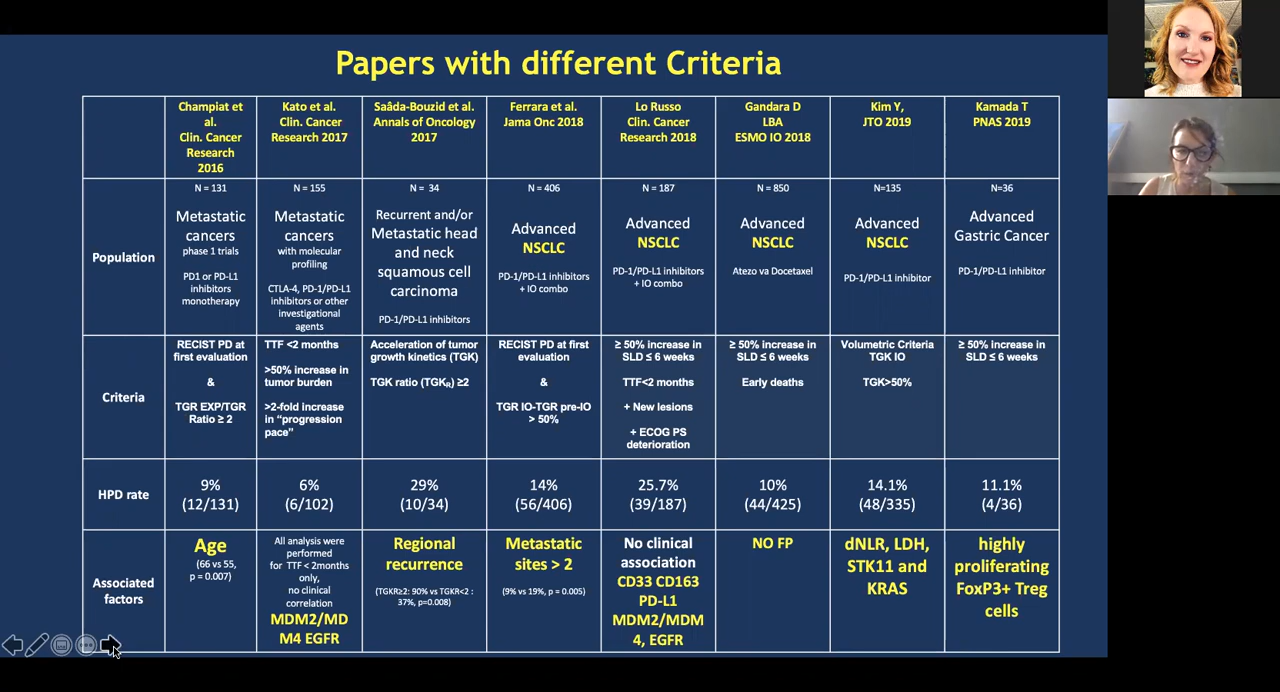 Papers with different Criteria
Champiat et
al.
Clin. Cancer
Research
2016
Kato et al.
Clin. Cancer
Research 2017
Saâda-Bouzid et al.
Annals of Oncology
2017
Ferrara et al.
Jama Onc 2018
Lo Russo
Clin. Cancer
Research 2018
Gandara D
LBA
ESMO IO 2018
Kim Y,
JTO 2019
Kamada T
PNAS 2019
Population
N = 131
Metastatic
cancers
phase 1 trials
PD1 or PD-L1
inhibitors
monotherapy
N = 155
Metastatic
cancers
with molecular
profiling
CTLA-4, PD-1/PD-L1
inhibitors or other
investigational
agents
N = 34
Recurrent and/or
Metastatic head
and neck
squamous cell
carcinoma
PD-1/PD-L1 inhibitors
N = 406
Advanced
NSCLC
PD-1/PD-L1 inhibitors
+ IO combo
N = 187
Advanced
NSCLC
PD-1/PD-L1 inhibitors
+ IO combo
N = 850
Advanced
NSCLC
Atezo va Docetaxel
N=135
Advanced
NSCLC
PD-1/PD-L1 inhibitor
N=36
Advanced
Gastric Cancer
PD-1/PD-L1 inhibitor
Criteria
RECIST PD at
first evaluation
&
TGR EXP/TGR
Ratio ≥ 2
TTF <2 months
>50% increase in
tumor burden
>2-fold increase
in “progression
pace”
Acceleration of tumor
growth kinetics (TGK)
TGK ratio (TGKR) ≥2
RECIST PD at first
evaluation
&
TGR IO-TGR pre-IO
> 50%
≥ 50% increase in
SLD ≤ 6 weeks
TTF<2 months
+ New lesions
+ ECOG PS
deterioration
≥ 50% increase in
SLD ≤ 6 weeks
Early deaths
Volumetric Criteria
TGK IO
TGK>50%
≥ 50% increase in
SLD ≤ 6 weeks
HPD rate
9%
(12/131)
6%
(6/102)
29%
(10/34)
14%
(56/406)
25.7%
(39/187)
10%
(44/425)
14.1%
(48/335)
11.1%
(4/36)
Associated
factors
Age
(66 vs 55,
p = 0.007)
All analysis were
performed
for TTF < 2months
only,
no clinical
correlation
MDM2/MD
M4 EGFR
Regional
recurrence
(TGKR≥2: 90% vs TGKR<2 :
37%, p=0.008)
Metastatic
sites > 2
(9% vs 19%, p = 0.005)
No clinical
association
CD33 CD163
PD-L1
MDM2/MDM
4, EGFR
NO FP
dNLR, LDH,
STK11 and
KRAS
highly
proliferating
FoxP3+ Treg
cells